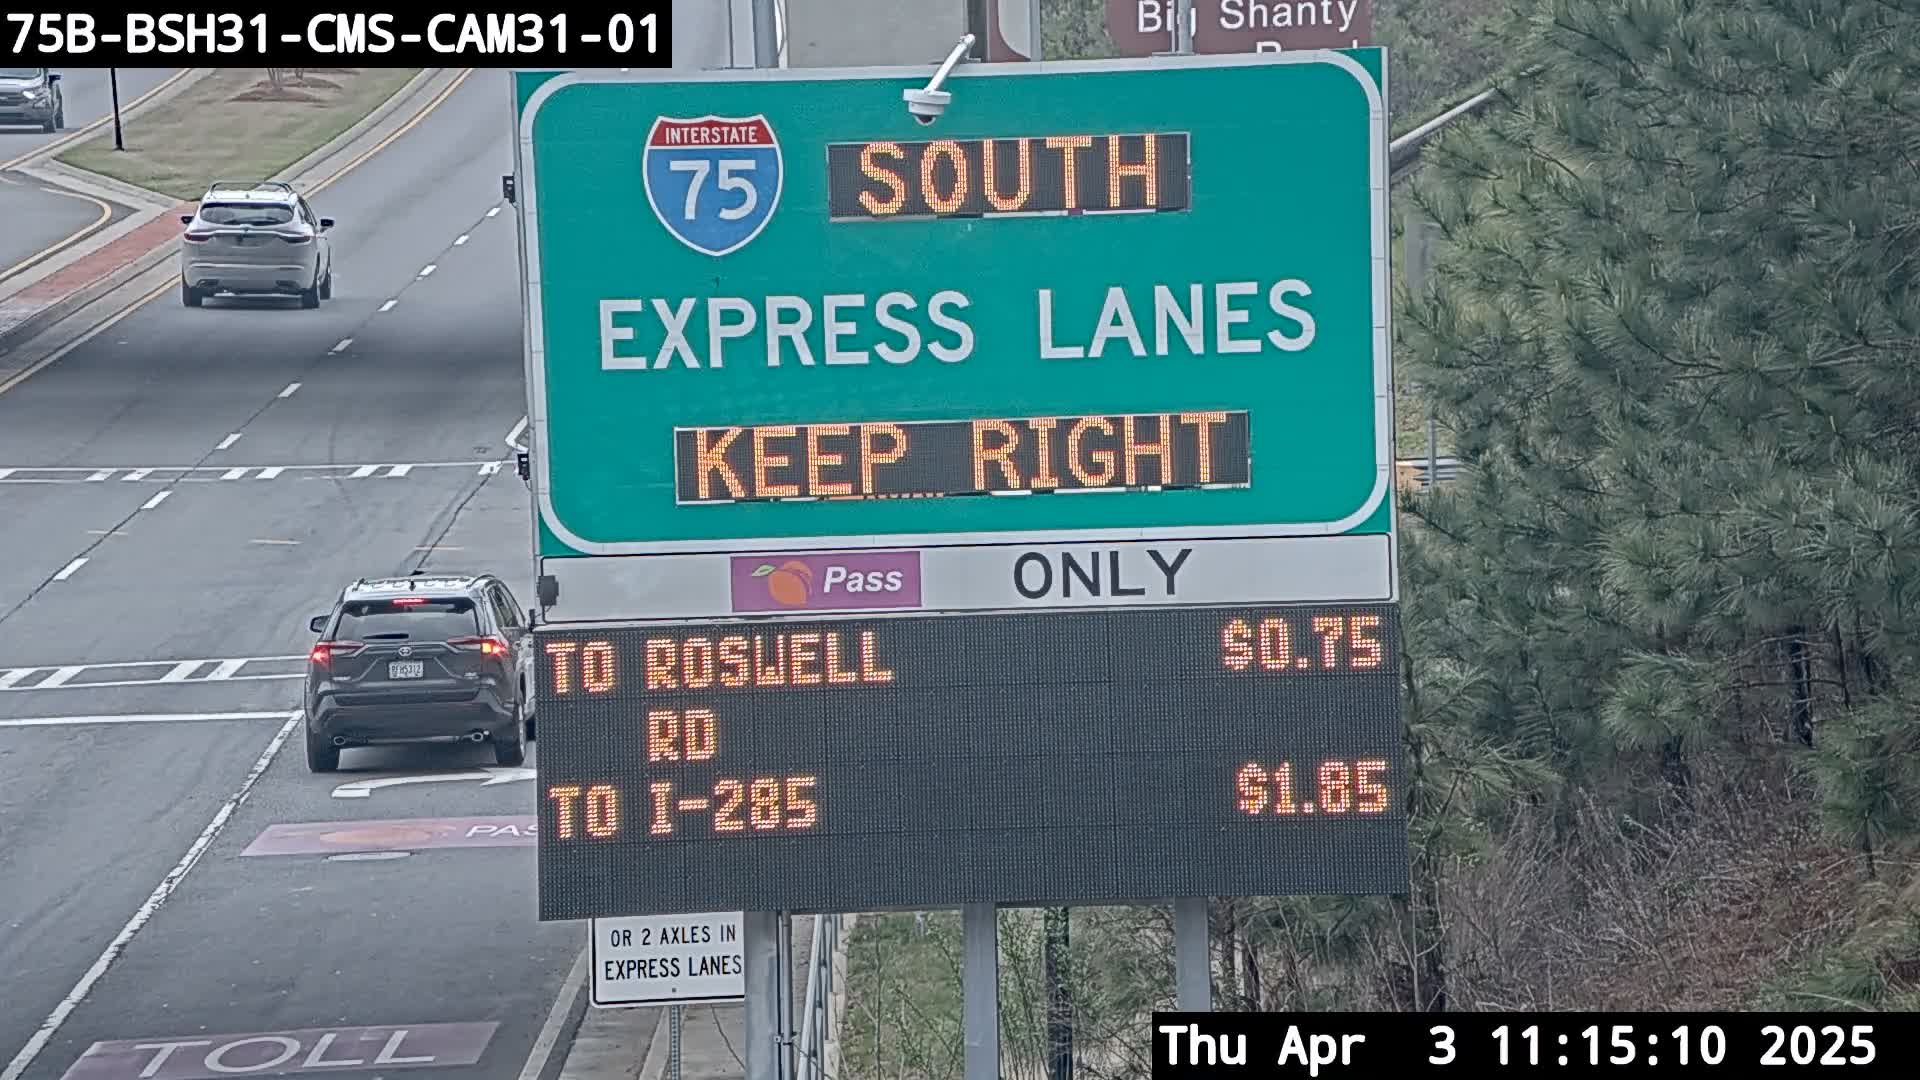 75B-BSH31-CMS-CAM31-01
Big Shanty
INTERSTATE
75
SOUTH
EXPRESS LANES
KEEP RIGHT
Pass ONLY
TO ROSWELL $0.75
RD
TO I-285 $1.85
OR 2 AXLES IN
EXPRESS LANES
TOLL
Thu Apr 3 11:15:10 2025